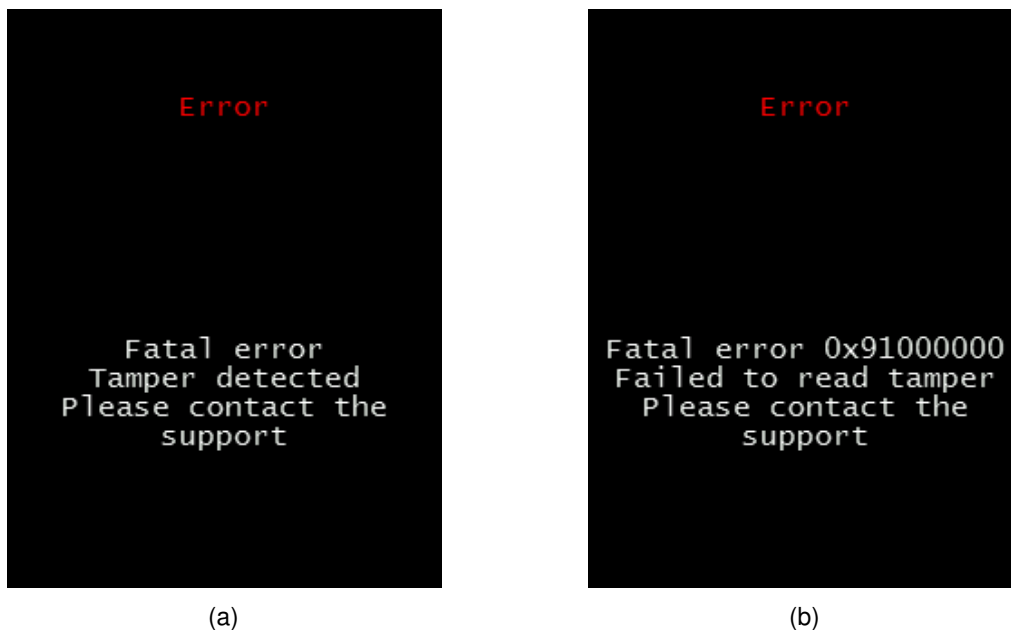 Error
Fatal error
Tamper detected
Please contact the
support
(a)
Error
Fatal error 0x91000000
Failed to read tamper
Please contact the
support
(b)